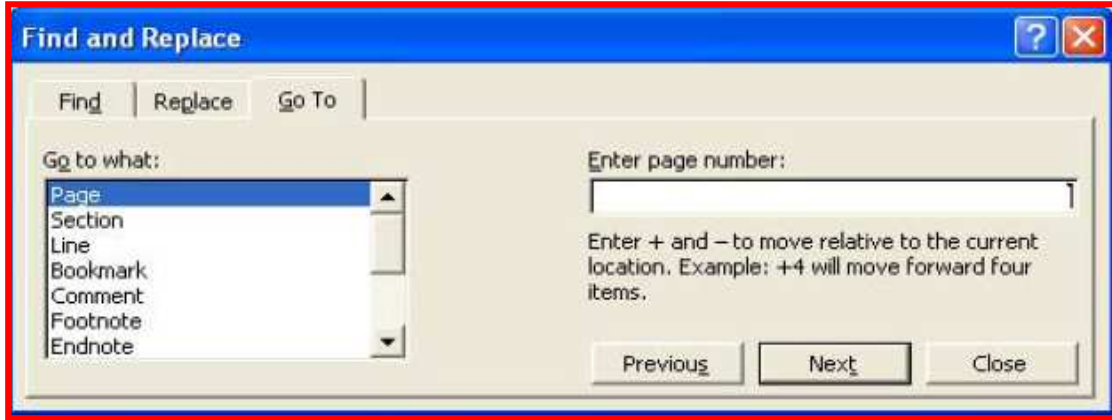 Find and Replace
Find
Replace
Go To
Go to what:
Page
Section
Line
Bookmark
Comment
Footnote
Endnote
Enter page number:
Enter + and – to move relative to the current
location. Example: +4 will move forward four
items.
Previous
Next
Close